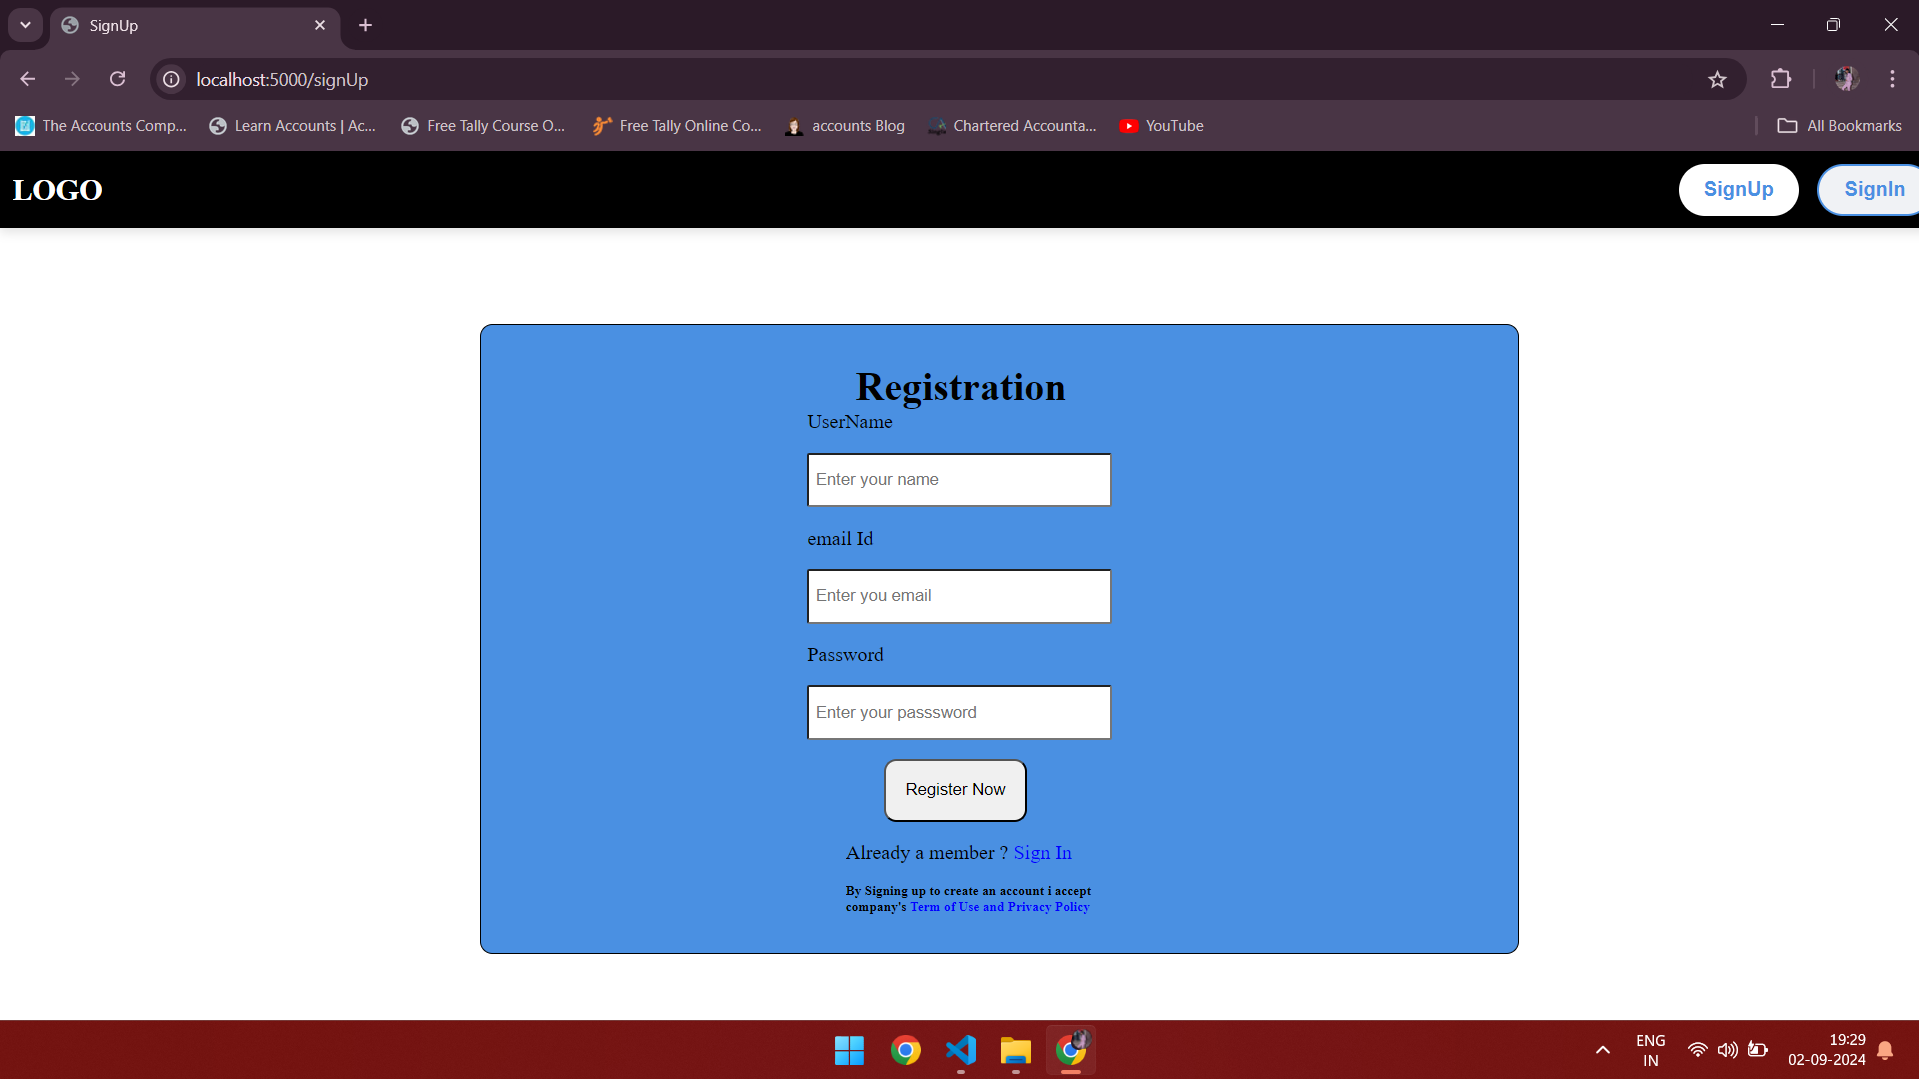 SignUp
localhost:5000/signUp
The Accounts Comp...
Learn Accounts | Ac...
Free Tally Course O...
Free Tally Online Co...
accounts Blog
Chartered Accounta...
YouTube
All Bookmarks
LOGO
SignUp
SignIn
Registration
UserName
Enter your name
email Id
Enter you email
Password
Enter your passsword
Register Now
Already a member ? Sign In
By Signing up to create an account i accept
company's Term of Use and Privacy Policy
ENG
IN
19:29
02-09-2024